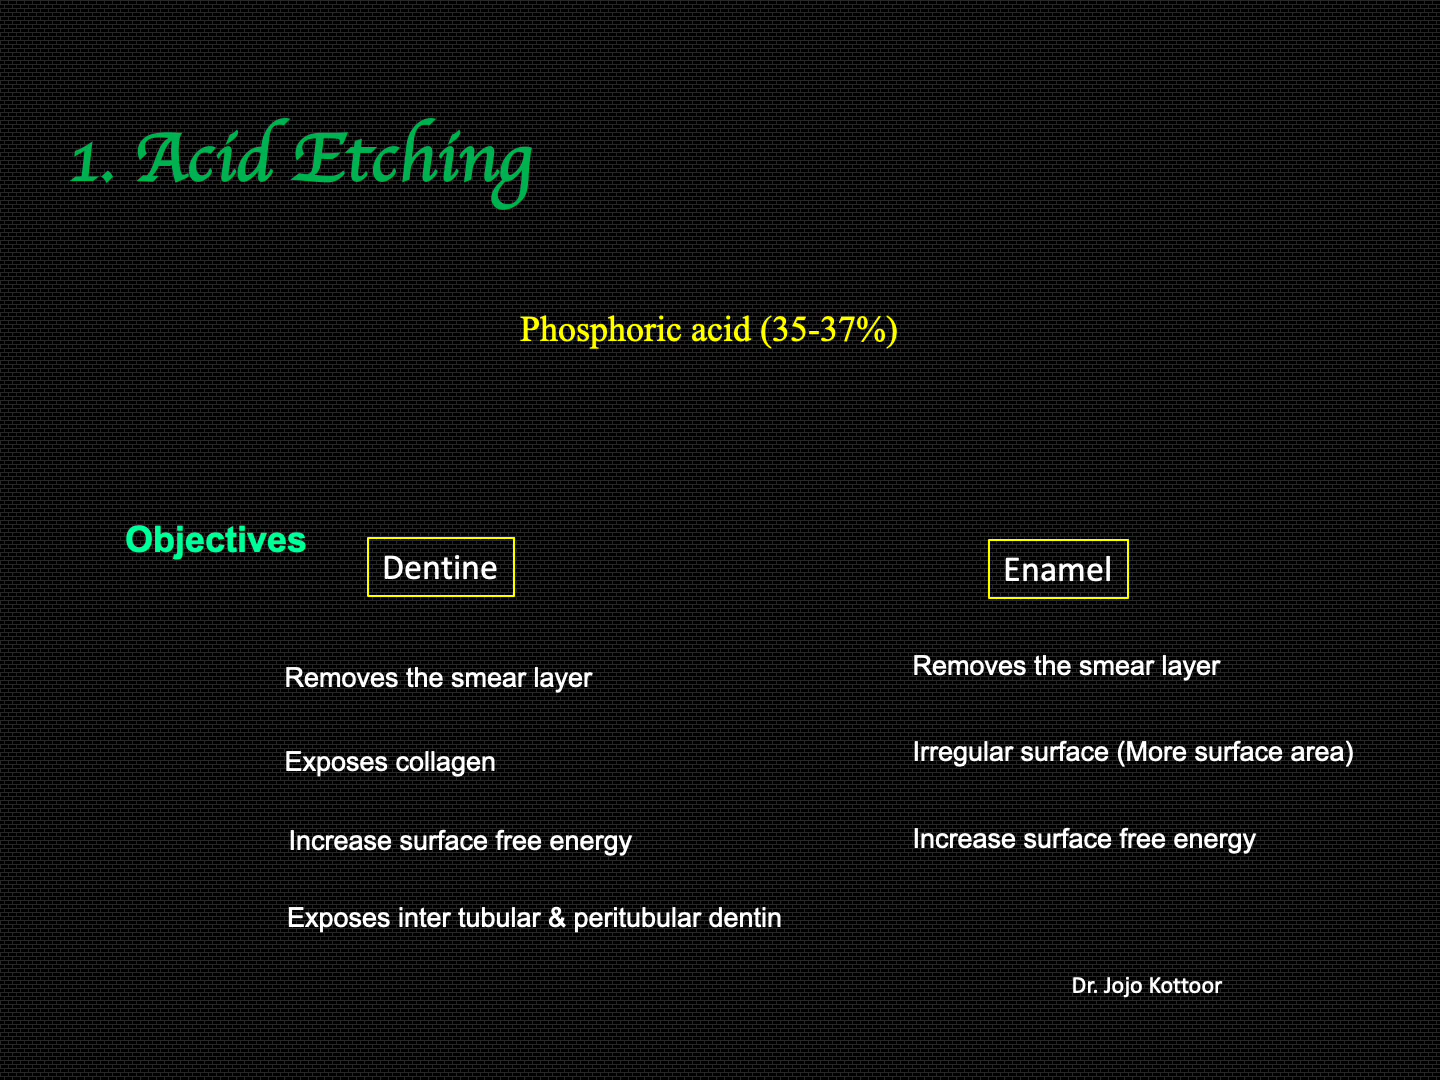 1. Acid Etching
Phosphoric acid (35-37%)
Objectives
Dentine
Removes the smear layer
Exposes collagen
Increase surface free energy
Exposes inter tubular & peritubular dentin
Enamel
Removes the smear layer
Irregular surface (More surface area)
Increase surface free energy
Dr. Jojo Kottoor